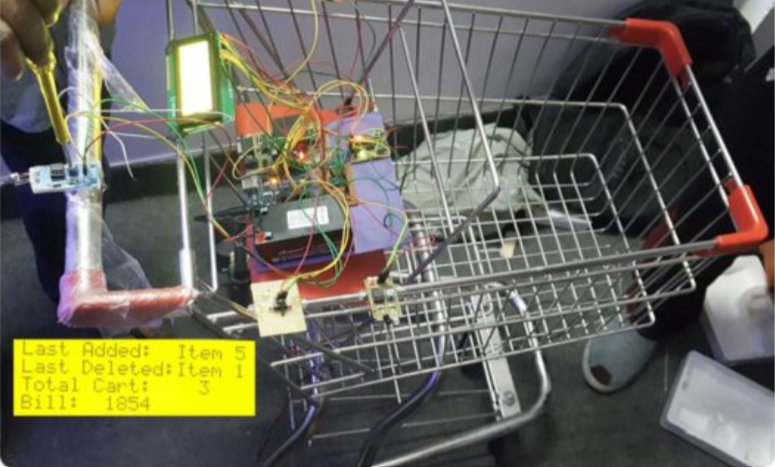 Last Added: Item 5
Last Deleted:Item 1
Total Cart: 3
Bill: 1854